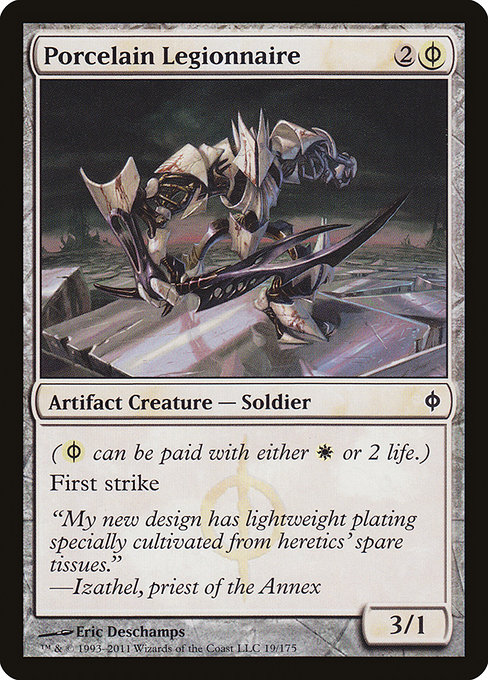 Porcelain Legionnaire 2
Artifact Creature — Soldier
( can be paid with either or 2 life.)
First strike
“My new design has lightweight plating
specially cultivated from heretics’ spare
tissues.”
—Izathel, priest of the Annex
Eric Deschamps
3/1
™ & © 1993–2011 Wizards of the Coast LLC 19/175